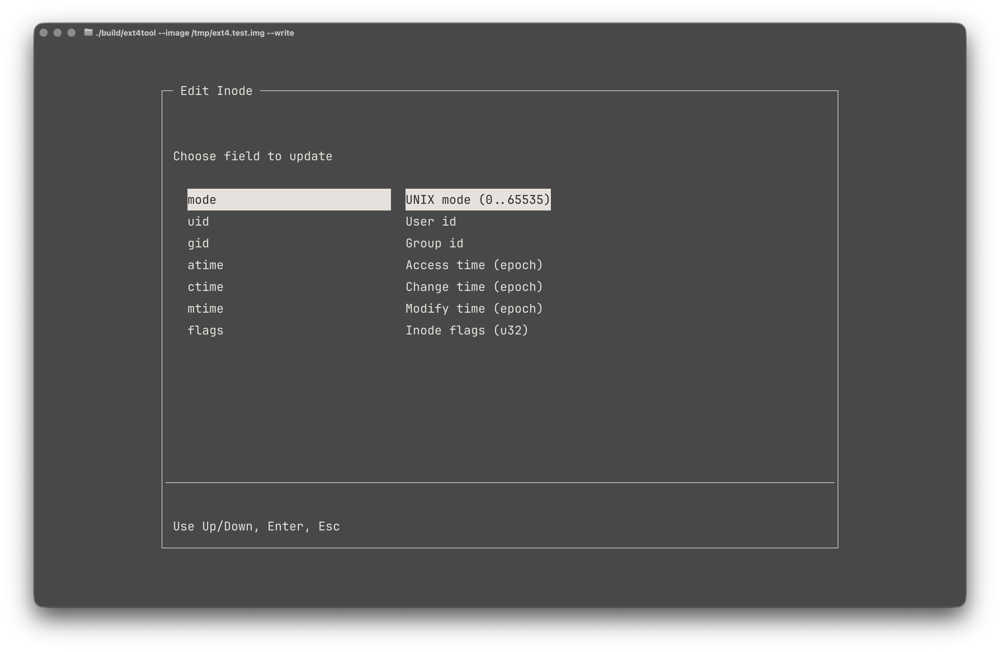 ./build/ext4tool --image /tmp/ext4.test.img --write
Edit Inode
Choose field to update
mode UNIX mode (0..65535)
uid User id
gid Group id
atime Access time (epoch)
ctime Change time (epoch)
mtime Modify time (epoch)
flags Inode flags (u32)
Use Up/Down, Enter, Esc